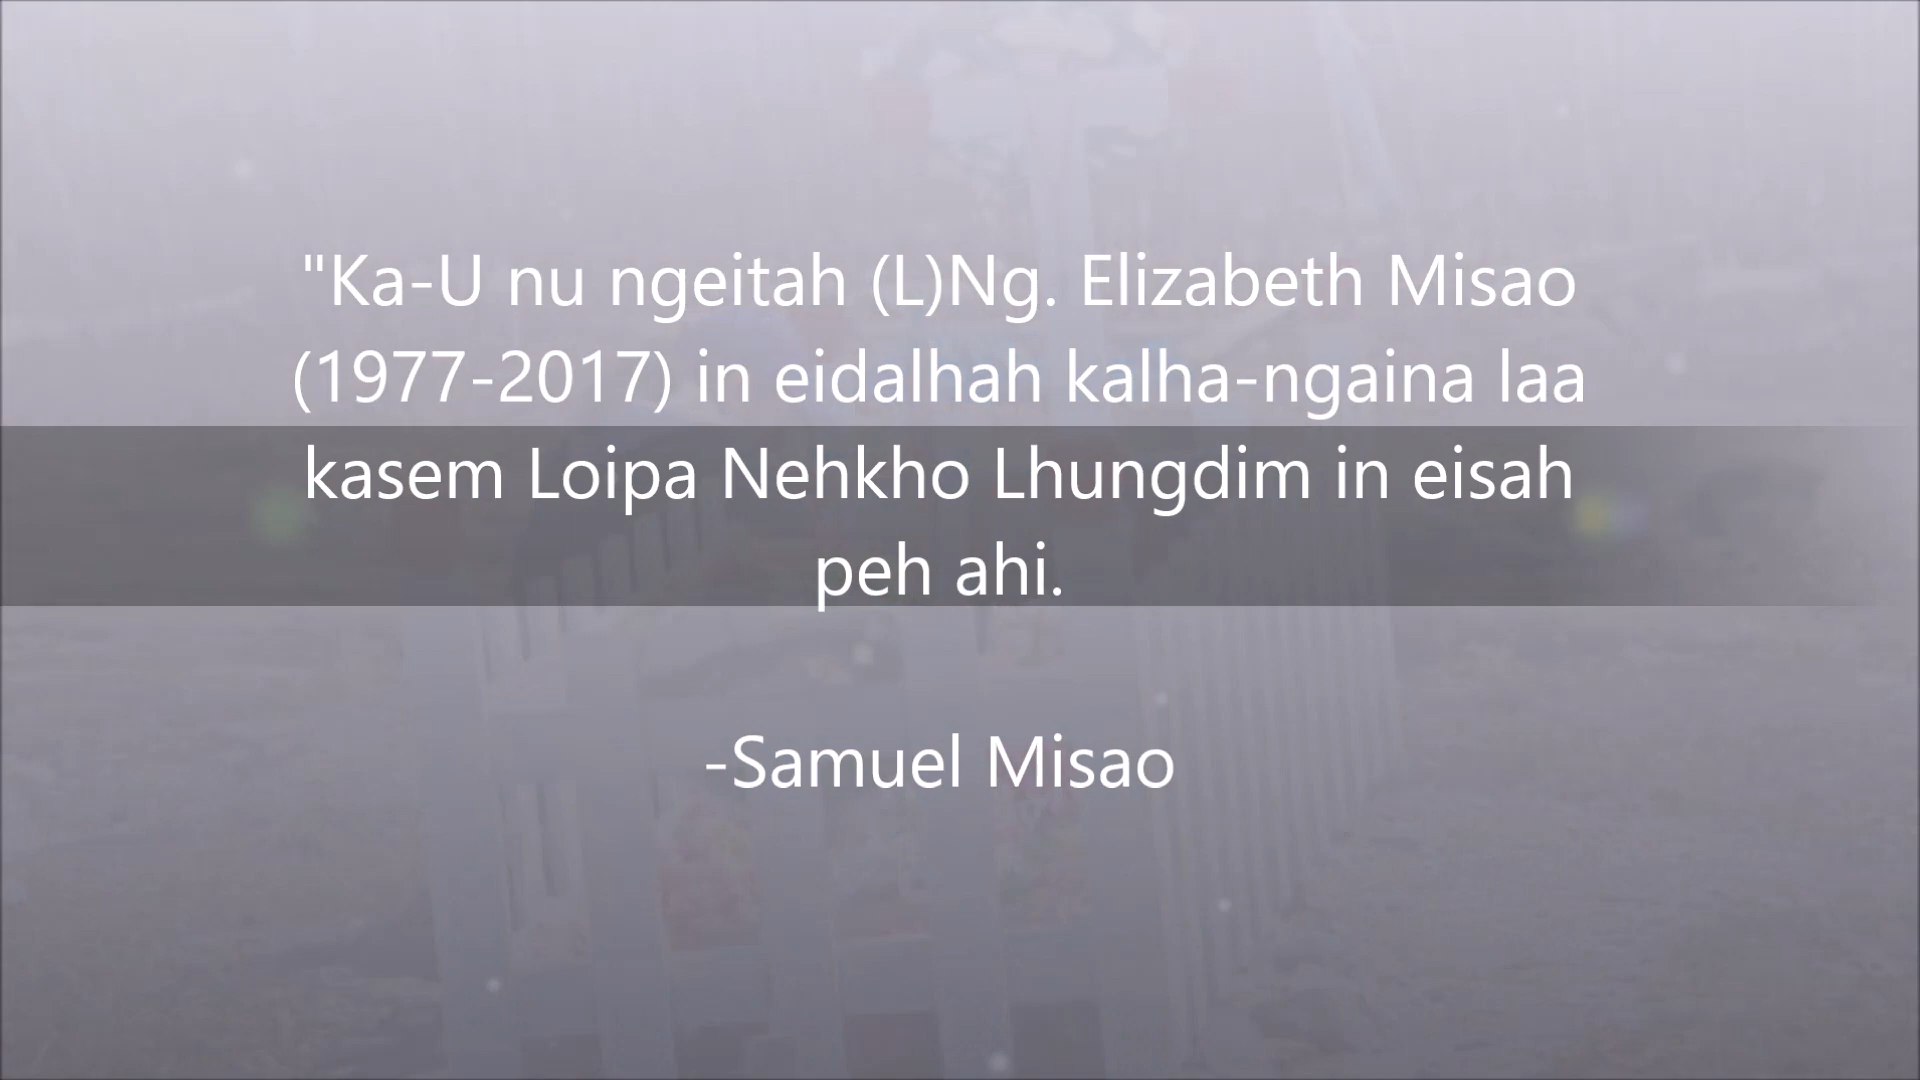 "Ka-U nu ngeitah (L)Ng. Elizabeth Misao
(1977-2017) in eidalhah kalha-ngaina laa
kasem Loipa Nehkho Lhungdim in eisah
peh ahi.
-Samuel Misao